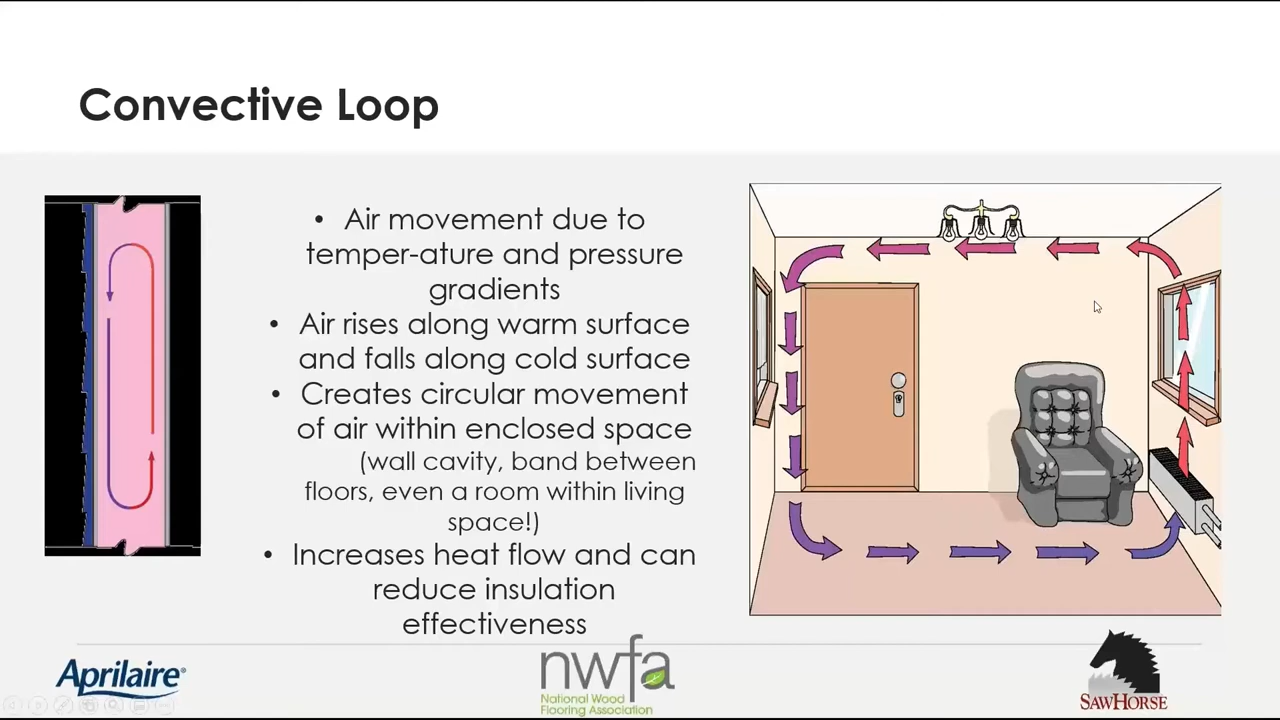 Convective Loop
• Air movement due to
temper-ature and pressure
gradients
• Air rises along warm surface
and falls along cold surface
• Creates circular movement
of air within enclosed space
(wall cavity, band between
floors, even a room within living
space!)
• Increases heat flow and can
reduce insulation
effectiveness
Aprilaire®
nwfa
National Wood
Flooring Association
SAWHORSE